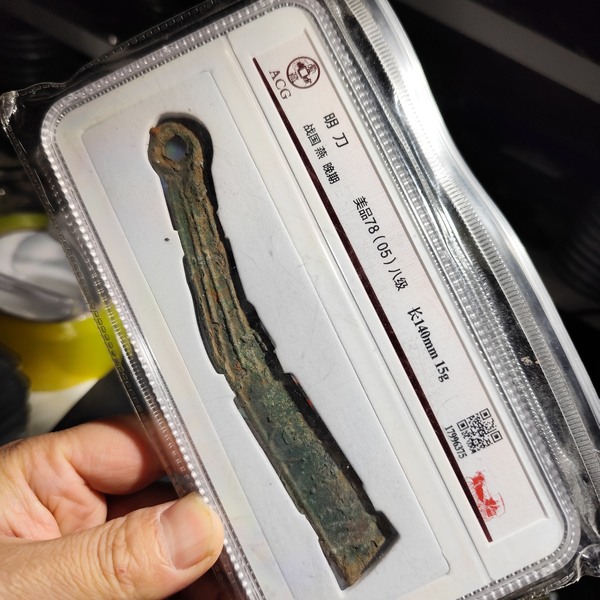 ACG
明刀
战国 燕 晚期
美品78（05）八级
长140mm 15g
17996375